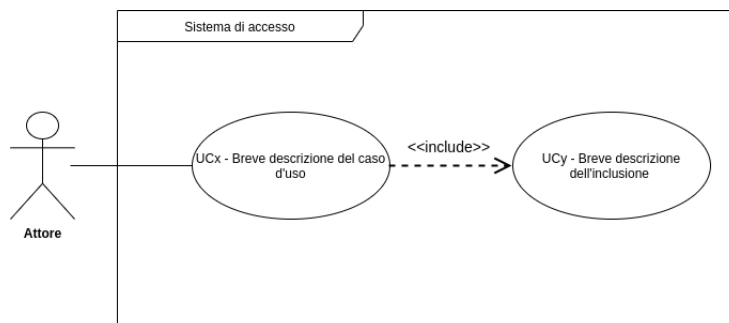 Sistema di accesso
<<include>>
UCx - Breve descrizione del caso
d'uso
UCy - Breve descrizione
dell'inclusione
Attore